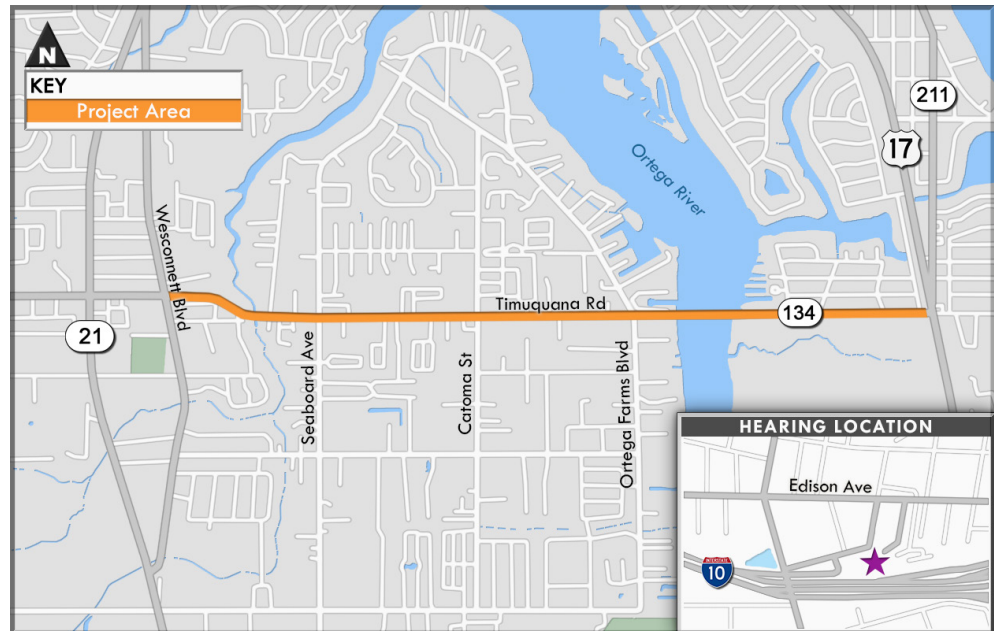 N
KEY
Project Area
211
17
Ortega River
Wesconnett Blvd
Timuquana Rd
134
21
Seaboard Ave
Catoma St
Ortega Farms Blvd
HEARING LOCATION
Edison Ave
INTERSTATE
10